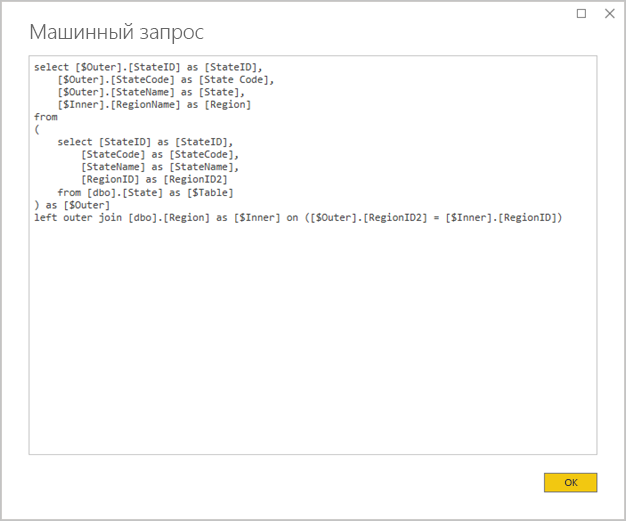 Машинный запрос
select [$Outer].[StateID] as [StateID],
    [$Outer].[StateCode] as [State Code],
    [$Outer].[StateName] as [State],
    [$Inner].[RegionName] as [Region]
from
(
    select [StateID] as [StateID],
        [StateCode] as [StateCode],
        [StateName] as [StateName],
        [RegionID] as [RegionID2]
    from [dbo].[State] as [$Table]
) as [$Outer]
left outer join [dbo].[Region] as [$Inner] on ([$Outer].[RegionID2] = [$Inner].[RegionID])
ОК